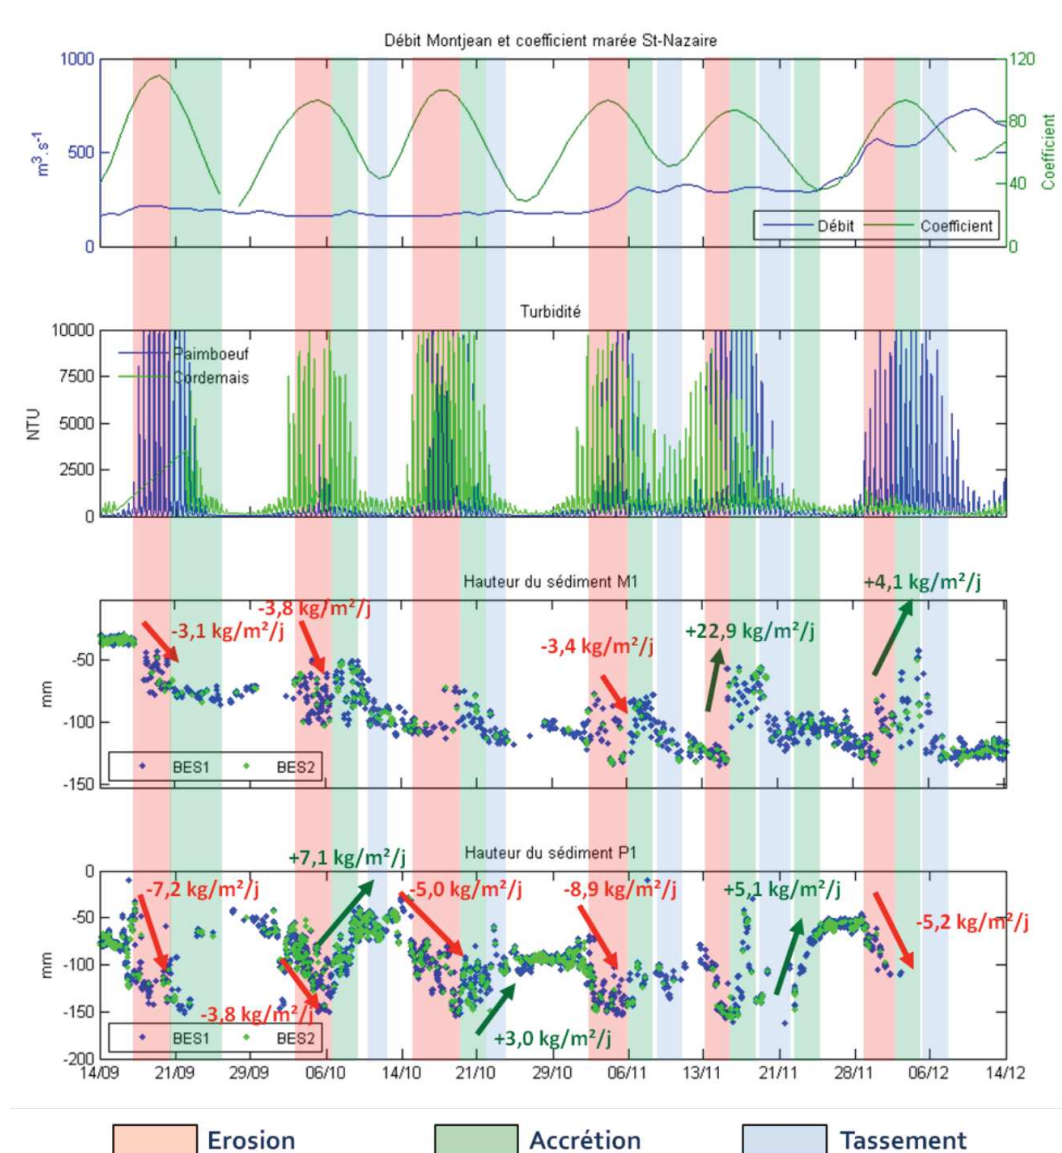 Débit Montjean et coefficient marée St-Nazaire
1000
500
0
m³.s⁻¹
120
80
40
0
Coefficient
Débit
Coefficient
Turbidité
10000
7500
5000
2500
0
NTU
Paimboeuf
Cordemais
Hauteur du sédiment M1
+4,1 kg/m²/j
-3,8 kg/m²/j
-3,1 kg/m²/j
-3,4 kg/m²/j
+22,9 kg/m²/j
-50
-100
-150
mm
BES1
BES2
Hauteur du sédiment P1
+7,1 kg/m²/j
-7,2 kg/m²/j
-5,0 kg/m²/j
-8,9 kg/m²/j
+5,1 kg/m²/j
-5,2 kg/m²/j
-3,8 kg/m²/j
+3,0 kg/m²/j
0
-50
-100
-150
-200
mm
BES1
BES2
14/09 21/09 29/09 06/10 14/10 21/10 29/10 06/11 13/11 21/11 28/11 06/12 14/12
Erosion
Accrétion
Tassement